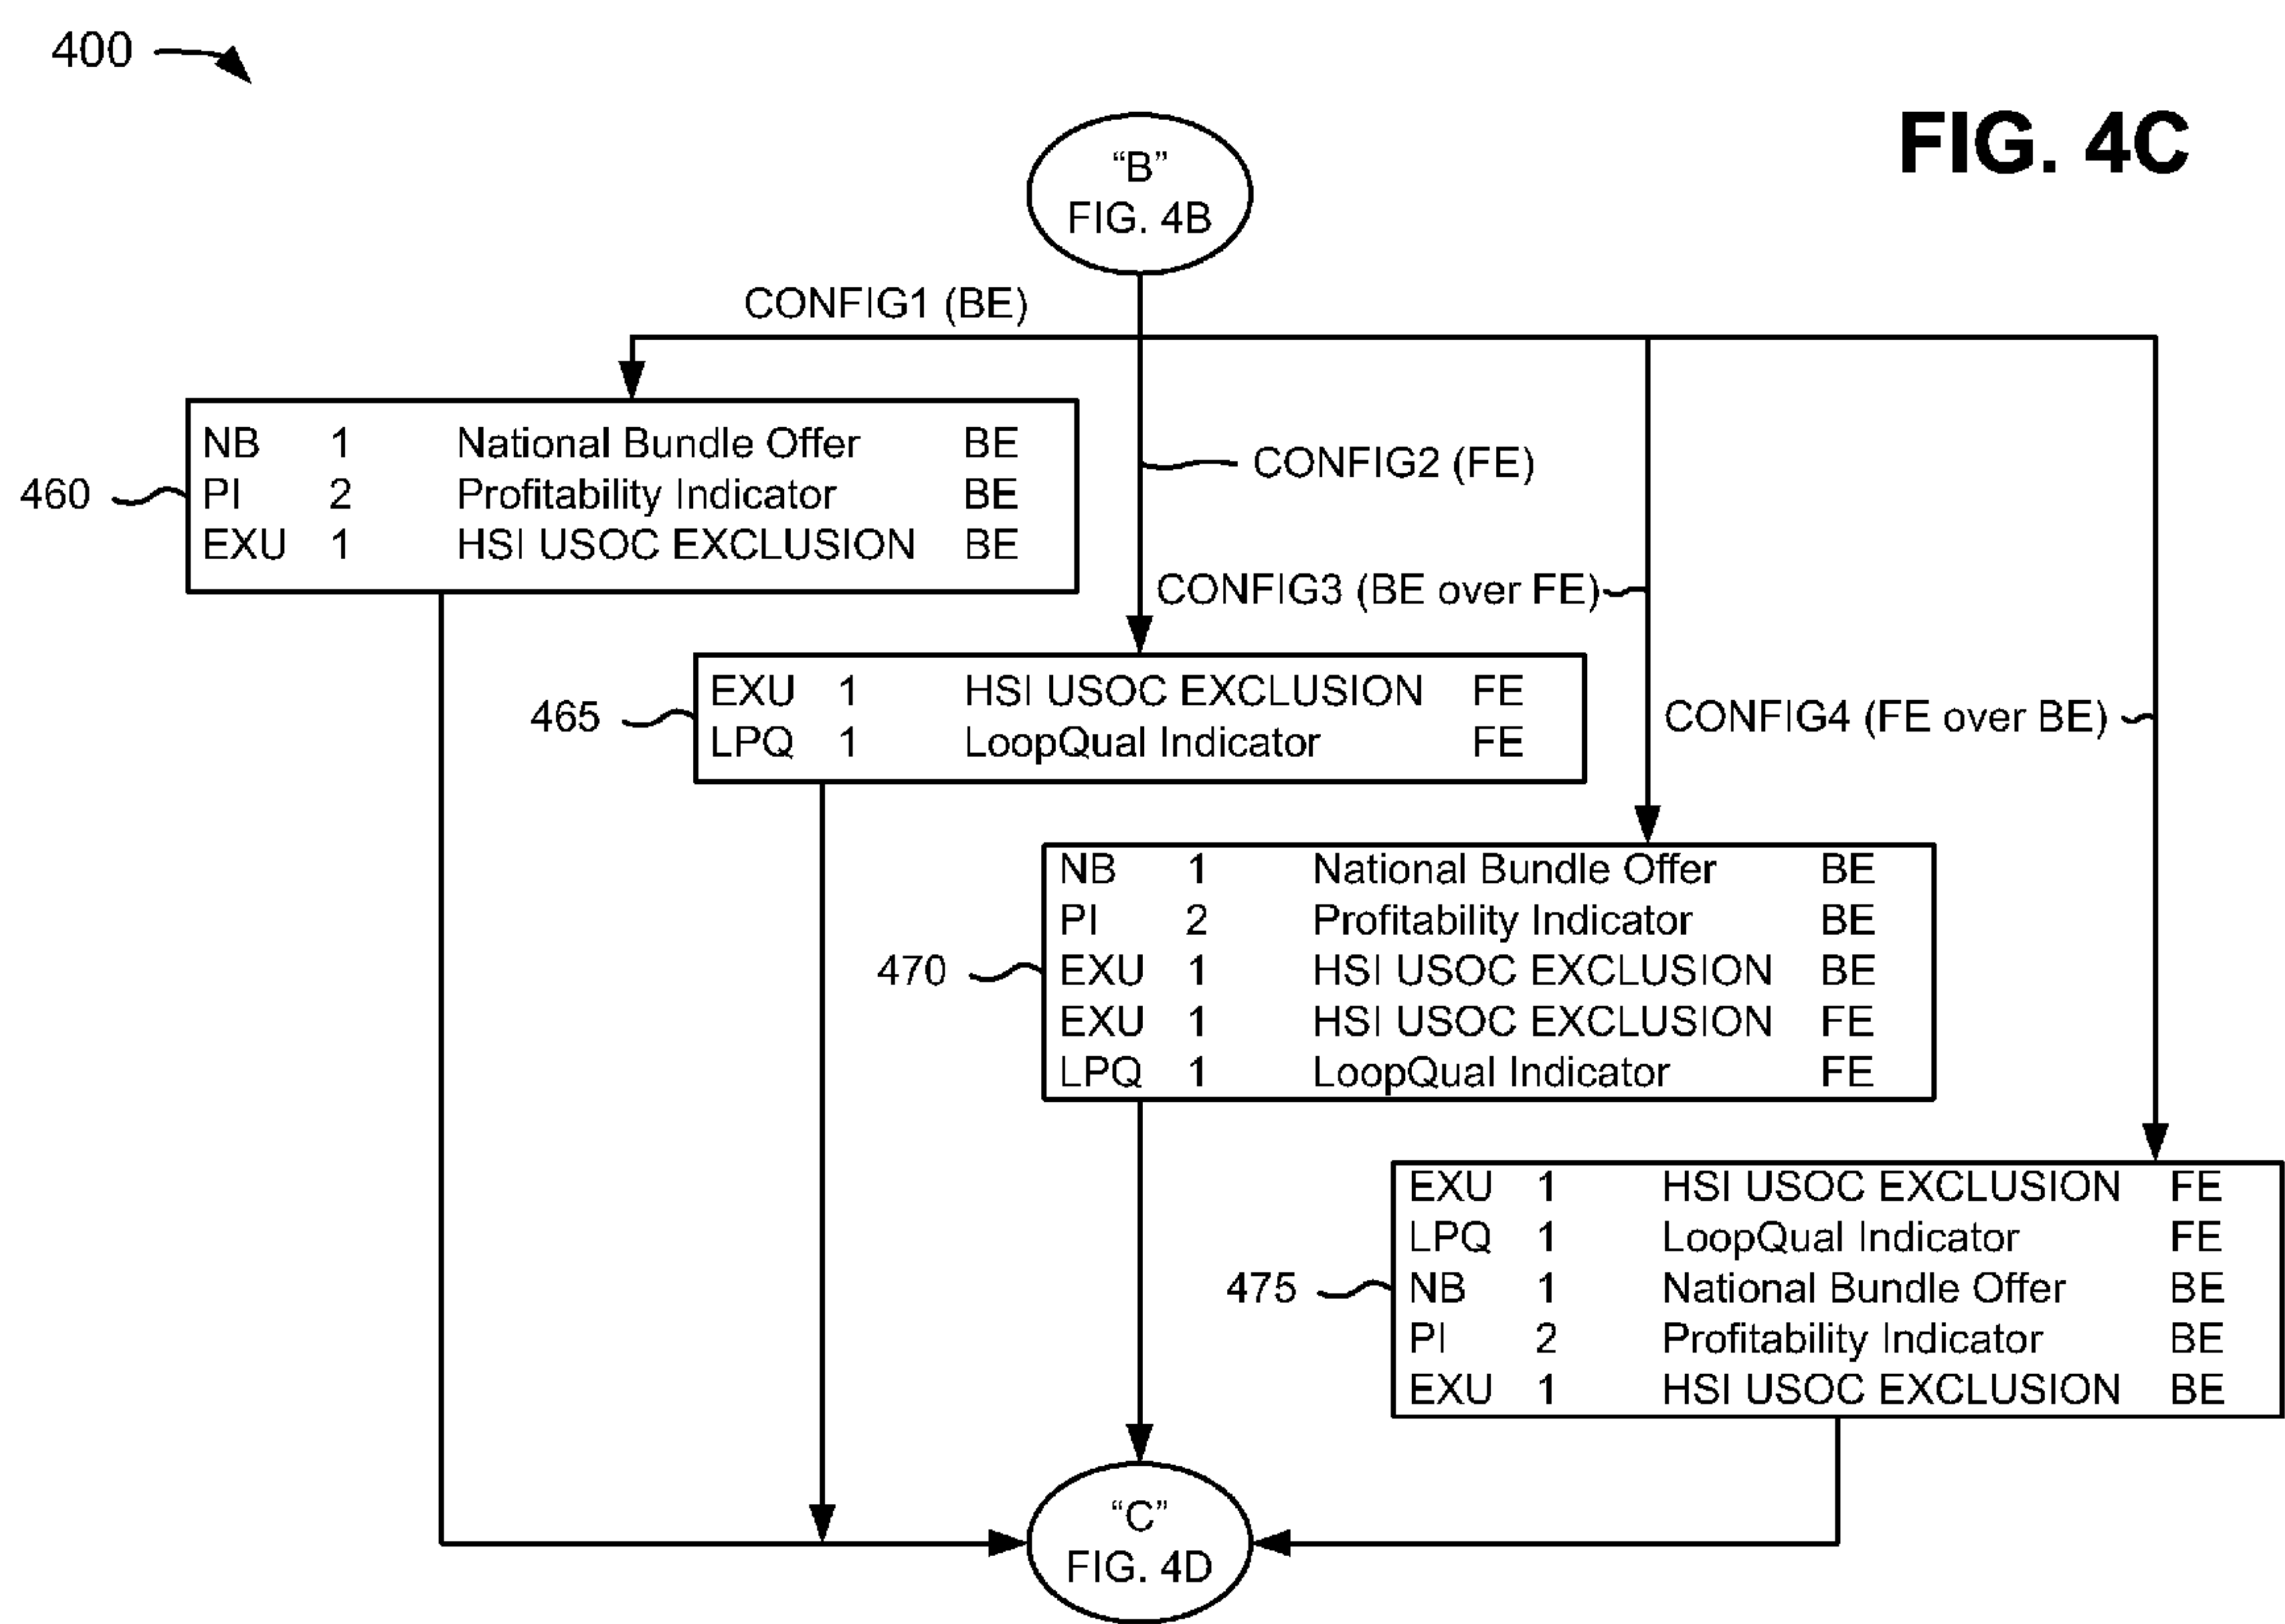 400
FIG. 4C
“B”
FIG. 4B
CONFIG1 (BE)
NB 1 National Bundle Offer BE
PI 2 Profitability Indicator BE
EXU 1 HSI USOC EXCLUSION BE
460
CONFIG2 (FE)
CONFIG3 (BE over FE)
EXU 1 HSI USOC EXCLUSION FE
LPQ 1 LoopQual Indicator FE
465
CONFIG4 (FE over BE)
NB 1 National Bundle Offer BE
PI 2 Profitability Indicator BE
EXU 1 HSI USOC EXCLUSION BE
EXU 1 HSI USOC EXCLUSION FE
LPQ 1 LoopQual Indicator FE
470
EXU 1 HSI USOC EXCLUSION FE
LPQ 1 LoopQual Indicator FE
NB 1 National Bundle Offer BE
PI 2 Profitability Indicator BE
EXU 1 HSI USOC EXCLUSION BE
475
“C”
FIG. 4D